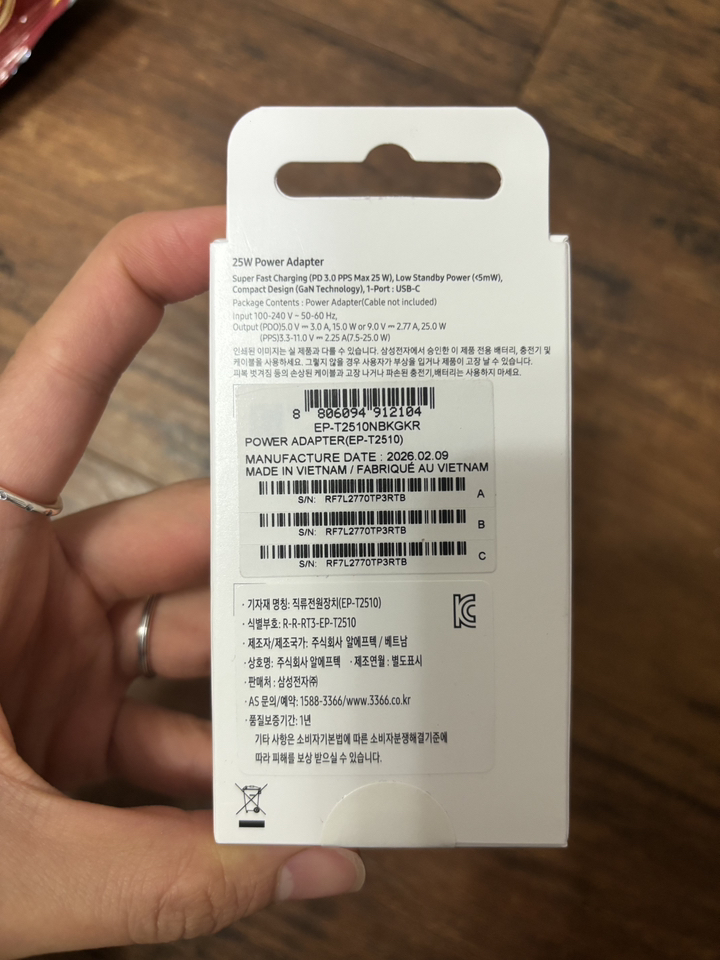 25W Power Adapter
Super Fast Charging (PD 3.0 PPS Max 25 W), Low Standby Power (<5mW),
Compact Design (GaN Technology), 1-Port : USB-C
Package Contents : Power Adapter(Cable not included)
Input 100-240 V ~ 50-60 Hz,
Output (PDO)5.0 V ⎓ 3.0 A, 15.0 W or 9.0 V ⎓ 2.77 A, 25.0 W
(PPS)3.3-11.0 V ⎓ 2.25 A(7.5-25.0 W)
인쇄된 이미지는 실 제품과 다를 수 있습니다. 삼성전자에서 승인한 이 제품 전용 배터리, 충전기 및
케이블을 사용하세요. 그렇지 않을 경우 사용자가 부상을 입거나 제품이 고장 날 수 있습니다.
피복 벗겨짐 등의 손상된 케이블과 고장 나거나 파손된 충전기,배터리는 사용하지 마세요.
8 806094 912104
EP-T2510NBKGKR
POWER ADAPTER(EP-T2510)
MANUFACTURE DATE : 2026.02.09
MADE IN VIETNAM / FABRIQUÉ AU VIETNAM
A
S/N: RF7L2770TP3RTB
B
S/N: RF7L2770TP3RTB
C
S/N: RF7L2770TP3RTB
· 기자재 명칭: 직류전원장치(EP-T2510)
· 식별부호: R-R-RT3-EP-T2510
· 제조자/제조국가: 주식회사 알에프텍 / 베트남
· 상호명: 주식회사 알에프텍 · 제조연월 : 별도표시
· 판매처 : 삼성전자㈜
· AS 문의/예약: 1588-3366/www.3366.co.kr
· 품질보증기간: 1년
기타 사항은 소비자기본법에 따른 소비자분쟁해결기준에
따라 피해를 보상 받으실 수 있습니다.